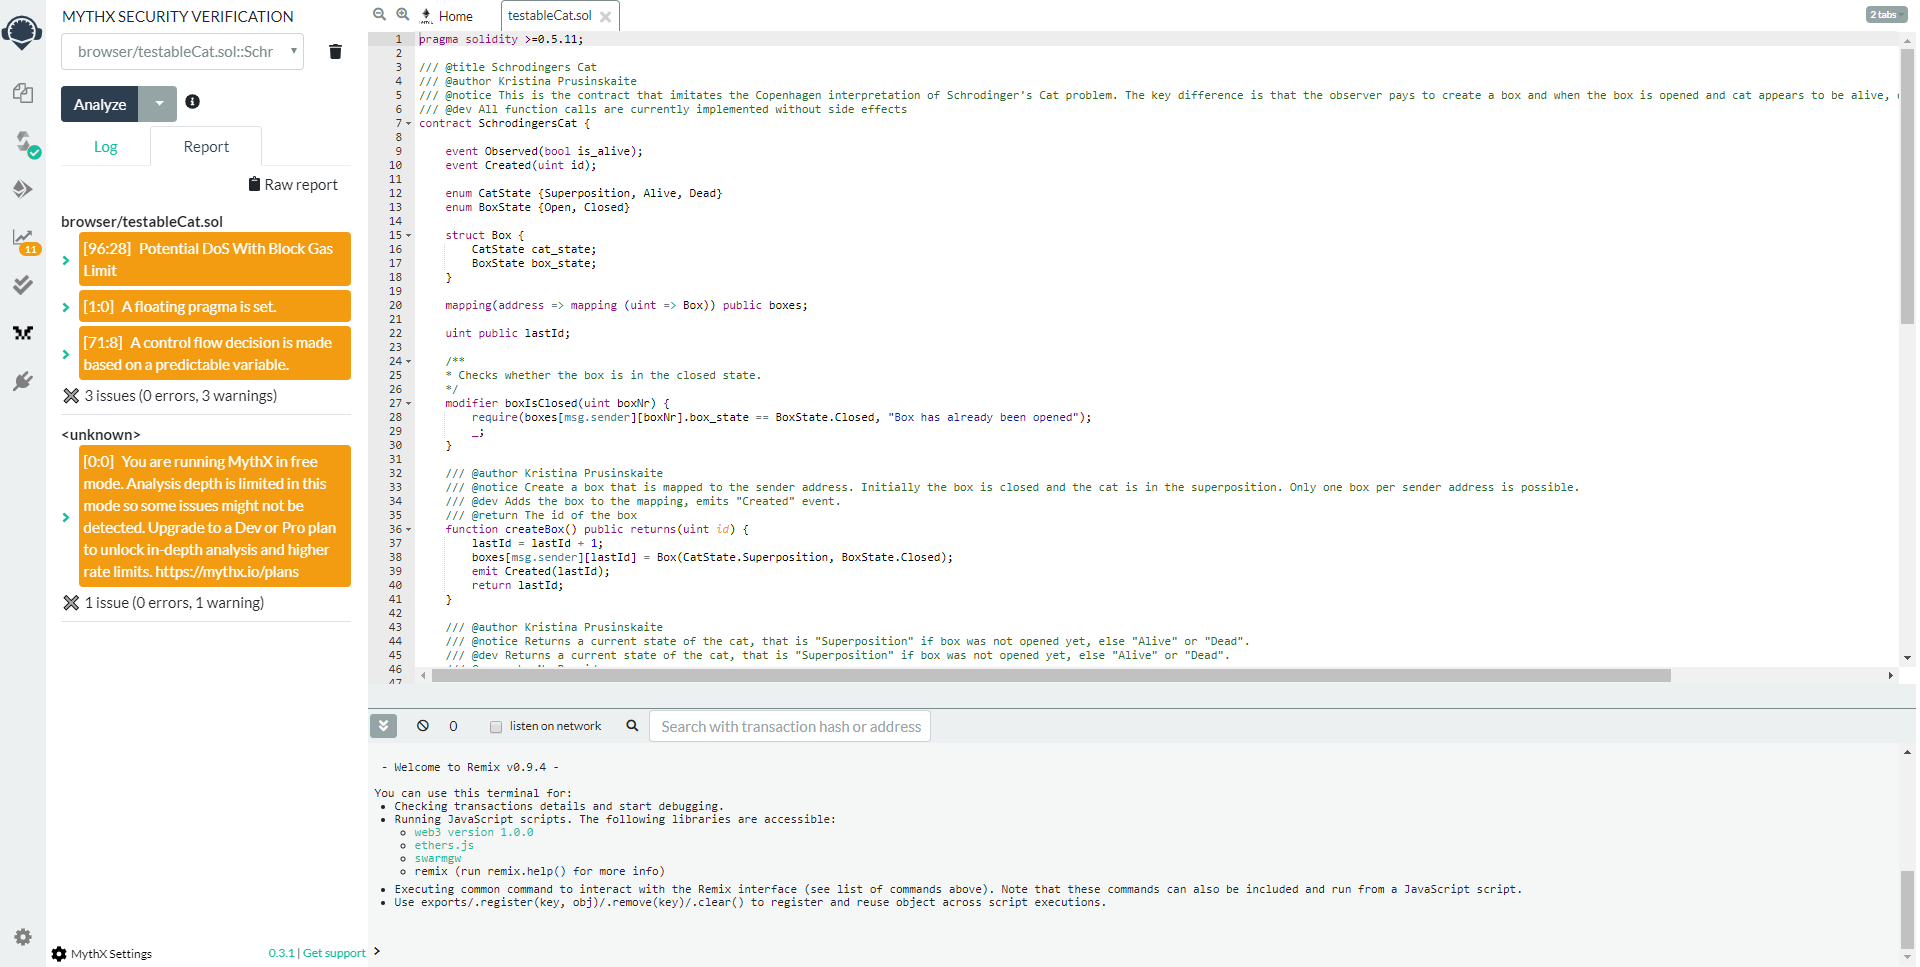 MYTHX SECURITY VERIFICATION
browser/testableCat.sol::Schr
Analyze
Log
Report
Raw report
browser/testableCat.sol
[96:28] Potential DoS With Block Gas
Limit
[1:0] A floating pragma is set.
[71:8] A control flow decision is made
based on a predictable variable.
3 issues (0 errors, 3 warnings)
<unknown>
[0:0] You are running MythX in free
mode. Analysis depth is limited in this
mode so some issues might not be
detected. Upgrade to a Dev or Pro plan
to unlock in-depth analysis and higher
rate limits. https://mythx.io/plans
1 issue (0 errors, 1 warning)
11
MythX Settings
0.3.1 | Get support
Home
testableCat.sol
2 tabs
1 pragma solidity >=0.5.11;
2
3 /// @title Schrodingers Cat
4 /// @author Kristina Prusinskaite
5 /// @notice This is the contract that imitates the Copenhagen interpretation of Schrodinger's Cat problem. The key difference is that the observer pays to create a box and when the box is opened and cat appears to be alive,
6 /// @dev All function calls are currently implemented without side effects
7 contract SchrodingersCat {
8
9 event Observed(bool is_alive);
10 event Created(uint id);
11
12 enum CatState {Superposition, Alive, Dead}
13 enum BoxState {Open, Closed}
14
15 struct Box {
16 CatState cat_state;
17 BoxState box_state;
18 }
19
20 mapping(address => mapping (uint => Box)) public boxes;
21
22 uint public lastId;
23
24 /**
25 * Checks whether the box is in the closed state.
26 */
27 modifier boxIsClosed(uint boxNr) {
28 require(boxes[msg.sender][boxNr].box_state == BoxState.Closed, "Box has already been opened");
29 _;
30 }
31
32 /// @author Kristina Prusinskaite
33 /// @notice Create a box that is mapped to the sender address. Initially the box is closed and the cat is in the superposition. Only one box per sender address is possible.
34 /// @dev Adds the box to the mapping, emits "Created" event.
35 /// @return The id of the box
36 function createBox() public returns(uint id) {
37 lastId = lastId + 1;
38 boxes[msg.sender][lastId] = Box(CatState.Superposition, BoxState.Closed);
39 emit Created(lastId);
40 return lastId;
41 }
42
43 /// @author Kristina Prusinskaite
44 /// @notice Returns a current state of the cat, that is "Superposition" if box was not opened yet, else "Alive" or "Dead".
45 /// @dev Returns a current state of the cat, that is "Superposition" if box was not opened yet, else "Alive" or "Dead".
46
47
0
listen on network
Search with transaction hash or address
- Welcome to Remix v0.9.4 -
You can use this terminal for:
• Checking transactions details and start debugging.
• Running JavaScript scripts. The following libraries are accessible:
○ web3 version 1.0.0
○ ethers.js
○ swarmgw
○ remix (run remix.help() for more info)
• Executing common command to interact with the Remix interface (see list of commands above). Note that these commands can also be included and run from a JavaScript script.
• Use exports/.register(key, obj)/.remove(key)/.clear() to register and reuse object across script executions.
>